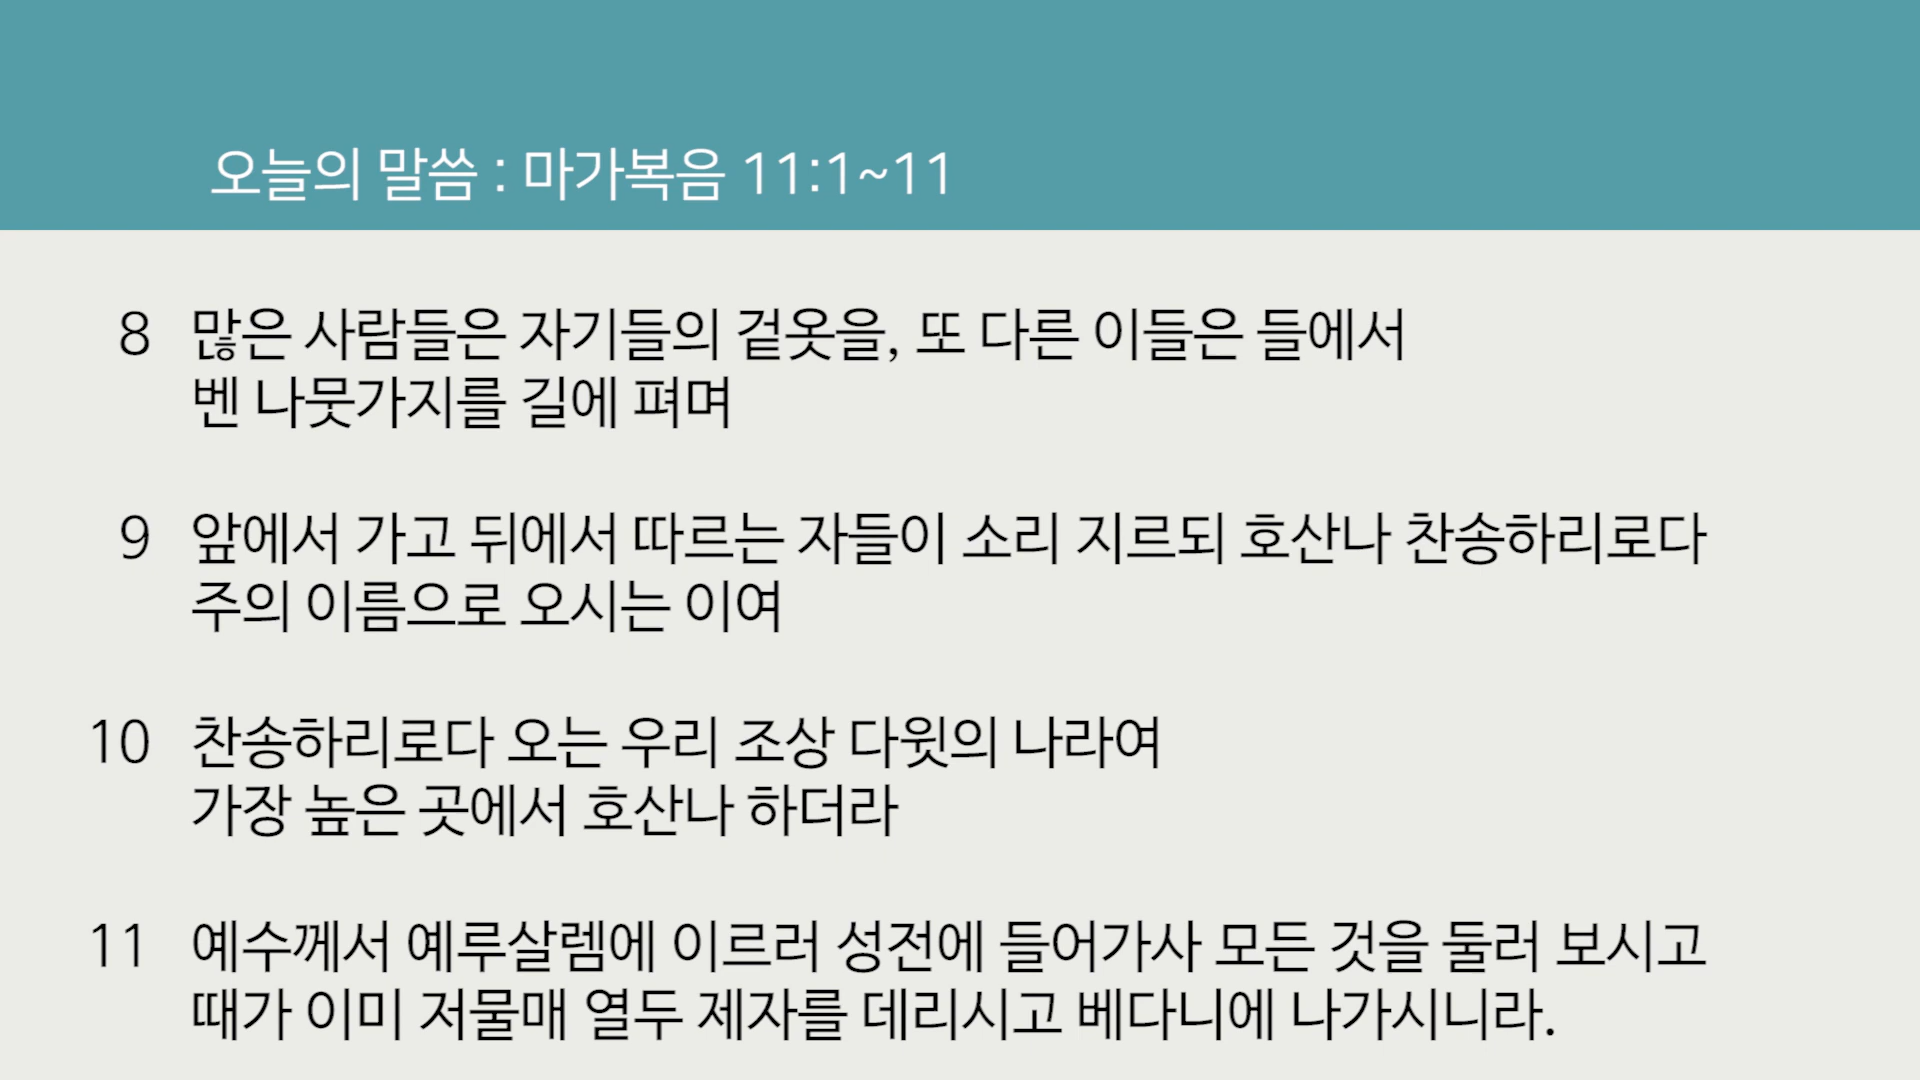 오늘의 말씀 : 마가복음 11:1~11
8 많은 사람들은 자기들의 겉옷을, 또 다른 이들은 들에서
벤 나뭇가지를 길에 펴며
9 앞에서 가고 뒤에서 따르는 자들이 소리 지르되 호산나 찬송하리로다
주의 이름으로 오시는 이여
10 찬송하리로다 오는 우리 조상 다윗의 나라여
가장 높은 곳에서 호산나 하더라
11 예수께서 예루살렘에 이르러 성전에 들어가사 모든 것을 둘러 보시고
때가 이미 저물매 열두 제자를 데리시고 베다니에 나가시니라.